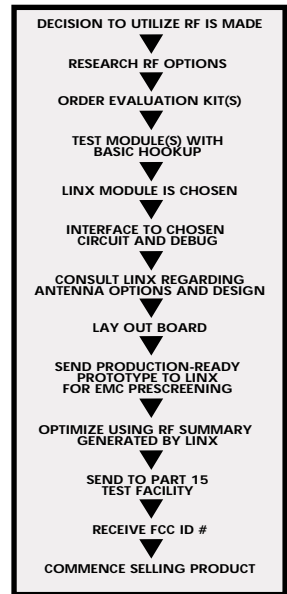 DECISION TO UTILIZE RF IS MADE
RESEARCH RF OPTIONS
ORDER EVALUATION KIT(S)
TEST MODULE(S) WITH
BASIC HOOKUP
LINX MODULE IS CHOSEN
INTERFACE TO CHOSEN
CIRCUIT AND DEBUG
CONSULT LINX REGARDING
ANTENNA OPTIONS AND DESIGN
LAY OUT BOARD
SEND PRODUCTION-READY
PROTOTYPE TO LINX
FOR EMC PRESCREENING
OPTIMIZE USING RF SUMMARY
GENERATED BY LINX
SEND TO PART 15
TEST FACILITY
RECEIVE FCC ID #
COMMENCE SELLING PRODUCT